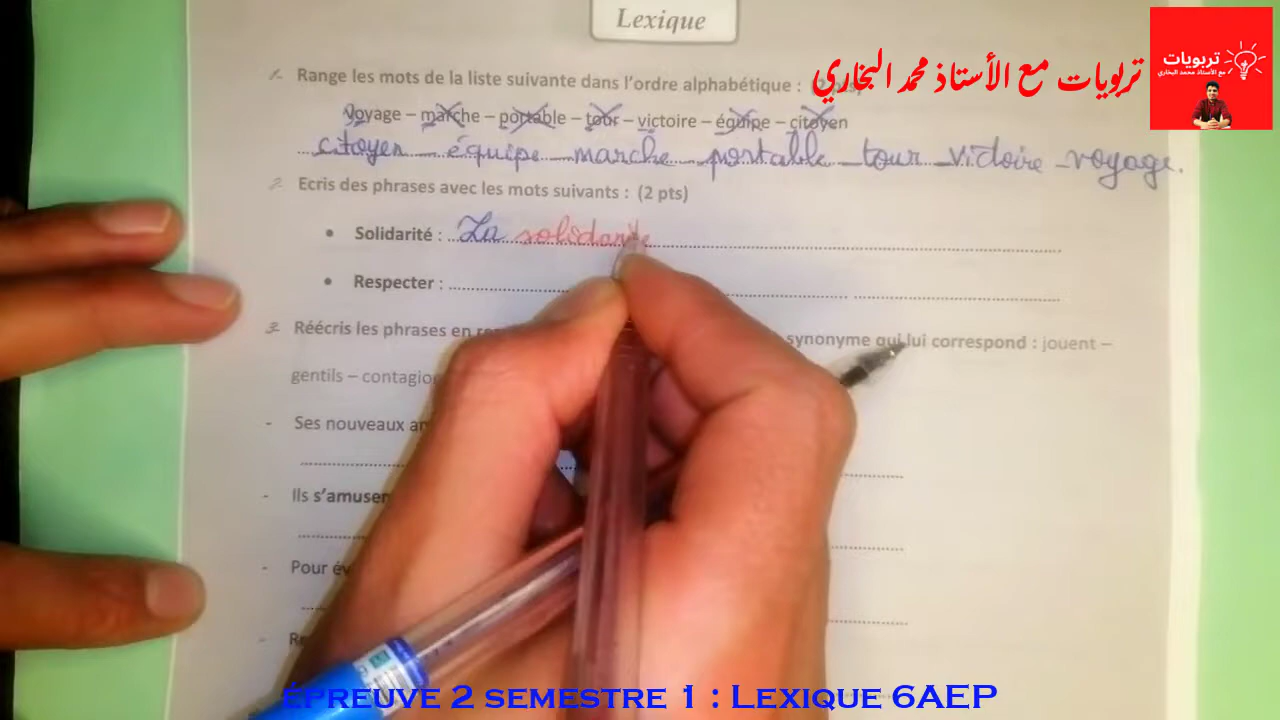 Lexique
تربويات مع الأستاذ محمد البخاري
تربويات
مع الأستاذ محمد البخاري
1. Range les mots de la liste suivante dans l'ordre alphabétique :
Voyage – marche – portable – tour – victoire – équipe – citoyen
citoyen – équipe – marche – portable – tour – victoire – voyage.
2. Ecris des phrases avec les mots suivants : (2 pts)
• Solidarité : La solidarité
• Respecter :
3. Réécris les phrases en synonyme qui lui correspond : jouent –
gentils –
- Ses nouveaux
- Ils s'amusen
- Pour
-
épreuve 2 semestre 1 : Lexique 6AEP